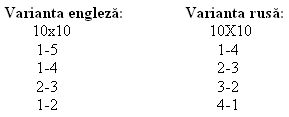 Varianta engleză: Varianta rusă:
10x10 10X10
1-5 1-4
1-4 2-3
2-3 3-2
1-2 4-1